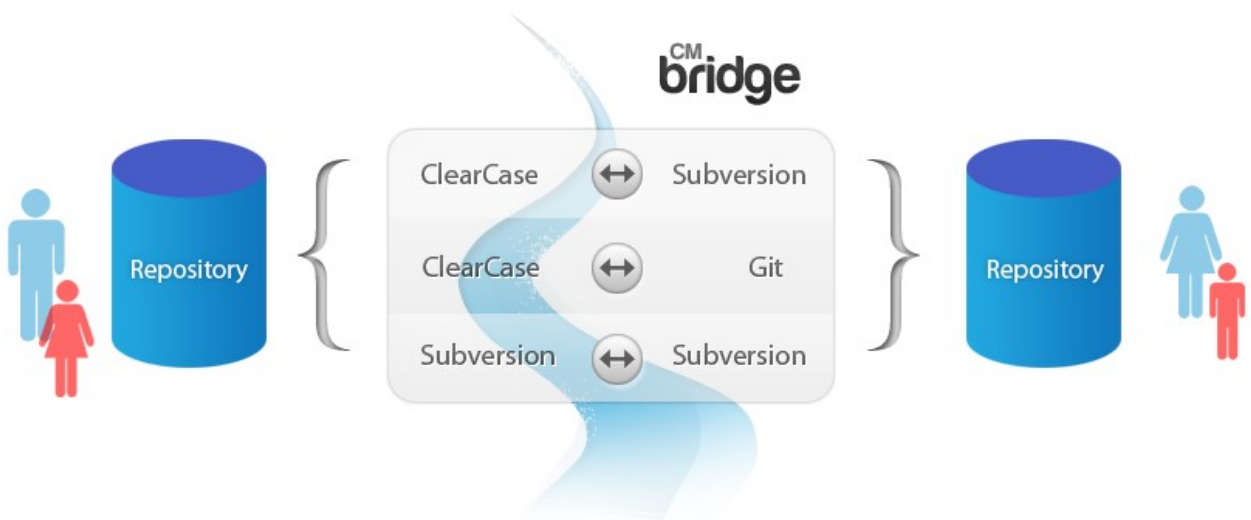 CM
bridge
ClearCase Subversion
Repository ClearCase Git Repository
Subversion Subversion